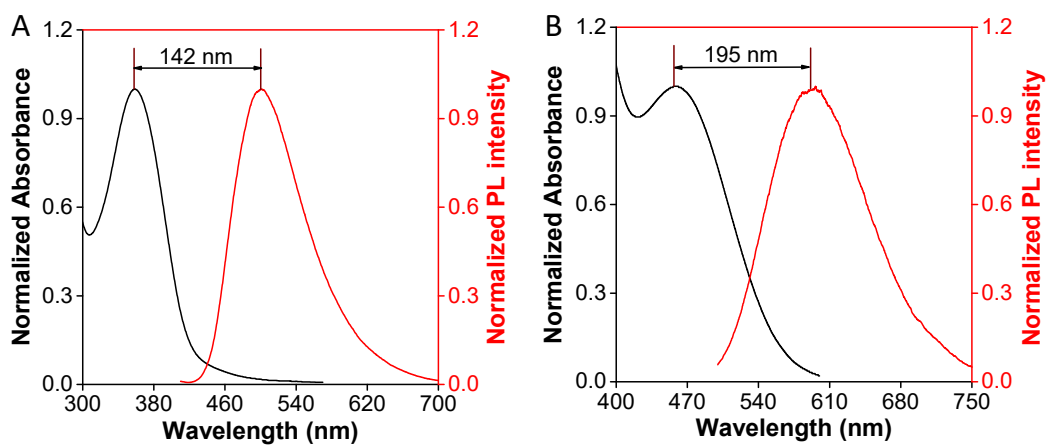 A
142 nm
Normalized Absorbance
1.2
0.9
0.6
0.3
0.0
300 380 460 540 620 700
Wavelength (nm)
1.2
0.9
0.6
0.3
0.0
Normalized PL intensity
B
195 nm
Normalized Absorbance
1.2
0.9
0.6
0.3
0.0
400 470 540 610 680 750
Wavelength (nm)
1.2
0.9
0.6
0.3
0.0
Normalized PL intensity